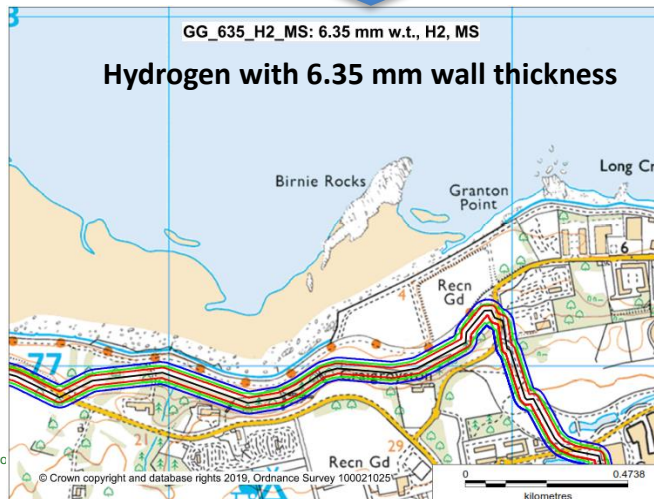 GG_635_H2_MS: 6.35 mm w.t., H2, MS
Hydrogen with 6.35 mm wall thickness
Birnie Rocks
Granton
Point
6
4
Recn
Gd
77
21
29
Recn Gd
© Crown copyright and database rights 2019, Ordnance Survey 100021025
0
0.4738
kilometres